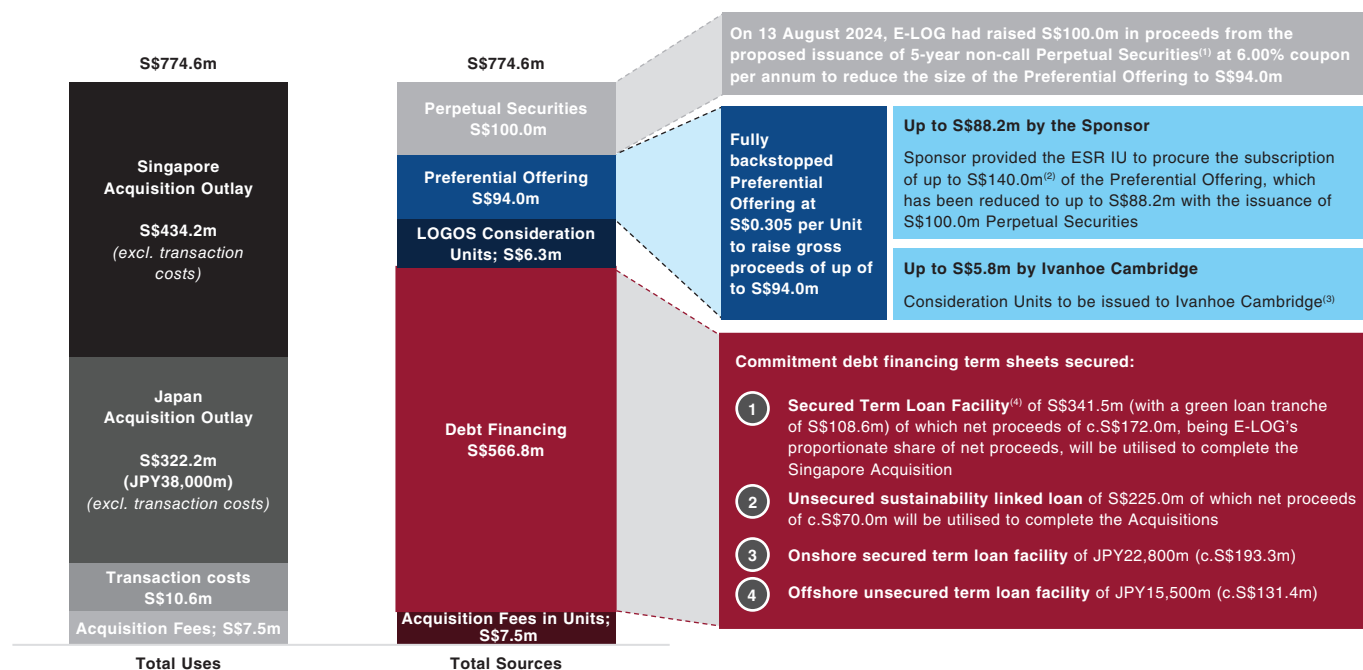 S$774.6m
Singapore
Acquisition Outlay
S$434.2m
(excl. transaction
costs)
Japan
Acquisition Outlay
S$322.2m
(JPY38,000m)
(excl. transaction costs)
Transaction costs
S$10.6m
Acquisition Fees; S$7.5m
Total Uses
S$774.6m
Perpetual Securities
S$100.0m
Preferential Offering
S$94.0m
LOGOS Consideration
Units; S$6.3m
Debt Financing
S$566.8m
Acquisition Fees in Units;
S$7.5m
Total Sources
On 13 August 2024, E-LOG had raised S$100.0m in proceeds from the
proposed issuance of 5-year non-call Perpetual Securities(1) at 6.00% coupon
per annum to reduce the size of the Preferential Offering to S$94.0m
Fully
backstopped
Preferential
Offering at
S$0.305 per Unit
to raise gross
proceeds of up of
to S$94.0m
Up to S$88.2m by the Sponsor
Sponsor provided the ESR IU to procure the subscription
of up to S$140.0m(2) of the Preferential Offering, which
has been reduced to up to S$88.2m with the issuance of
S$100.0m Perpetual Securities
Up to S$5.8m by Ivanhoe Cambridge
Consideration Units to be issued to Ivanhoe Cambridge(3)
Commitment debt financing term sheets secured:
1 Secured Term Loan Facility(4) of S$341.5m (with a green loan tranche
of S$108.6m) of which net proceeds of c.S$172.0m, being E-LOG's
proportionate share of net proceeds, will be utilised to complete the
Singapore Acquisition
2 Unsecured sustainability linked loan of S$225.0m of which net proceeds
of c.S$70.0m will be utilised to complete the Acquisitions
3 Onshore secured term loan facility of JPY22,800m (c.S$193.3m)
4 Offshore unsecured term loan facility of JPY15,500m (c.S$131.4m)